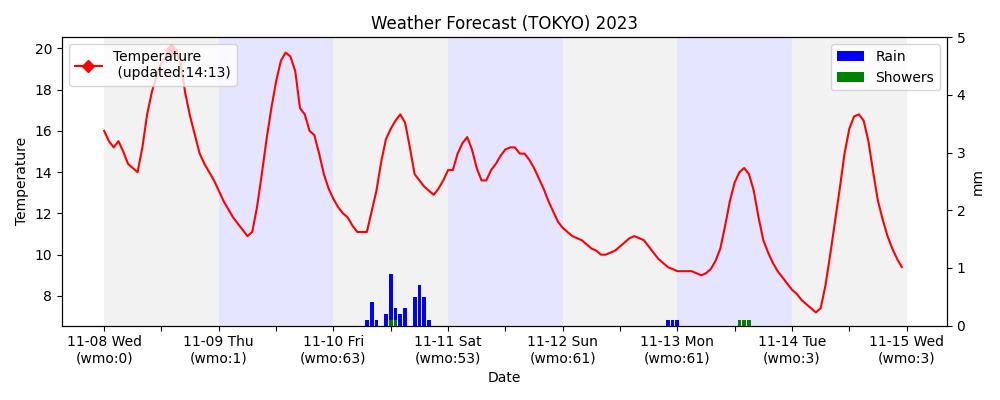 Weather Forecast (TOKYO) 2023
Temperature
(updated:14:13)
Rain
Showers
Temperature
20
18
16
14
12
10
8
5
4
3
2
1
0
mm
11-08 Wed
(wmo:0)
11-09 Thu
(wmo:1)
11-10 Fri
(wmo:63)
11-11 Sat
(wmo:53)
11-12 Sun
(wmo:61)
11-13 Mon
(wmo:61)
11-14 Tue
(wmo:3)
11-15 Wed
(wmo:3)
Date